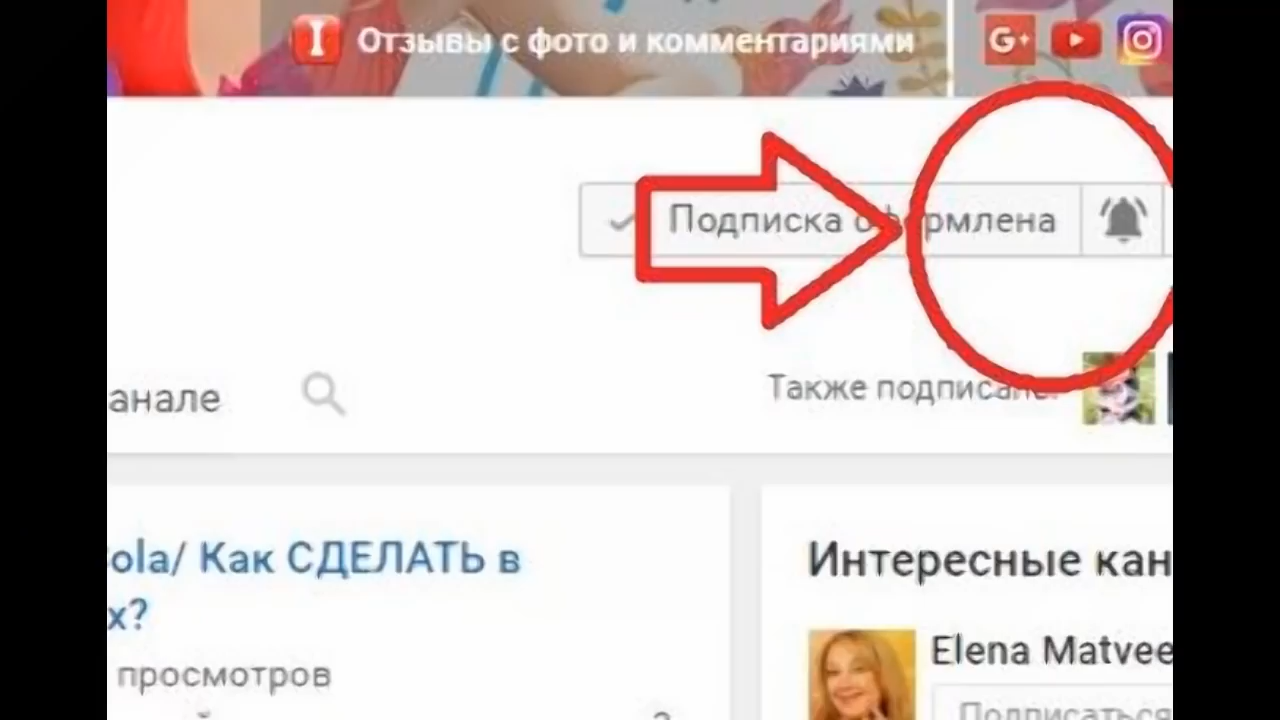 Отзывы с фото и комментариями
G+
Подписка оформлена
анале
Также подписаны:
ola/ Как СДЕЛАТЬ в
х?
просмотров
Интересные кан
Elena Matvee
Подписаться